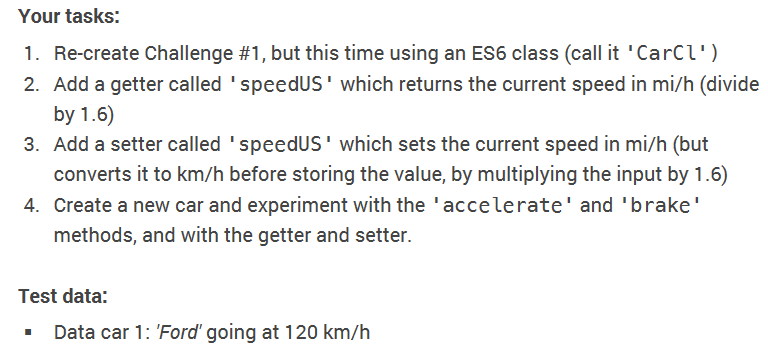 Your tasks:
1. Re-create Challenge #1, but this time using an ES6 class (call it 'CarCl')
2. Add a getter called 'speedUS' which returns the current speed in mi/h (divide
by 1.6)
3. Add a setter called 'speedUS' which sets the current speed in mi/h (but
converts it to km/h before storing the value, by multiplying the input by 1.6)
4. Create a new car and experiment with the 'accelerate' and 'brake'
methods, and with the getter and setter.
Test data:
▪ Data car 1: 'Ford' going at 120 km/h